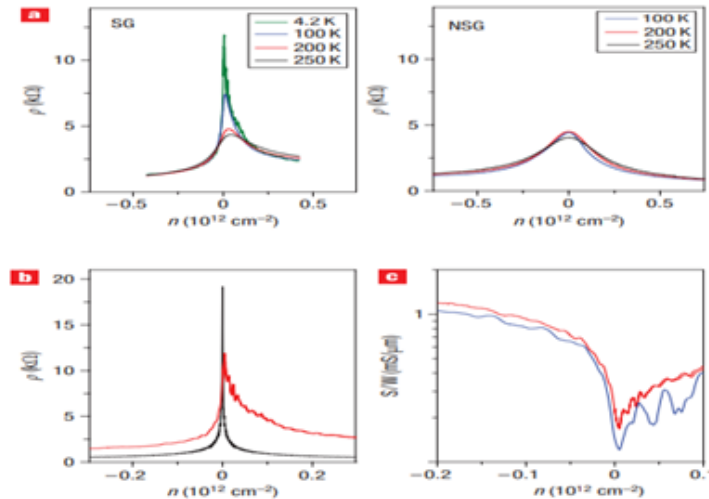 a
SG
4.2 K
100 K
200 K
250 K
ρ (kΩ)
10
5
0
−0.5
0
0.5
n (10¹² cm⁻²)
NSG
100 K
200 K
250 K
ρ (kΩ)
10
5
0
−0.5
0
0.5
n (10¹² cm⁻²)
b
ρ (kΩ)
20
15
10
5
0
−0.2
0
0.2
n (10¹² cm⁻²)
c
S/W (mS/μm)
1
−0.2
−0.1
0
0.1
n (10¹² cm⁻²)